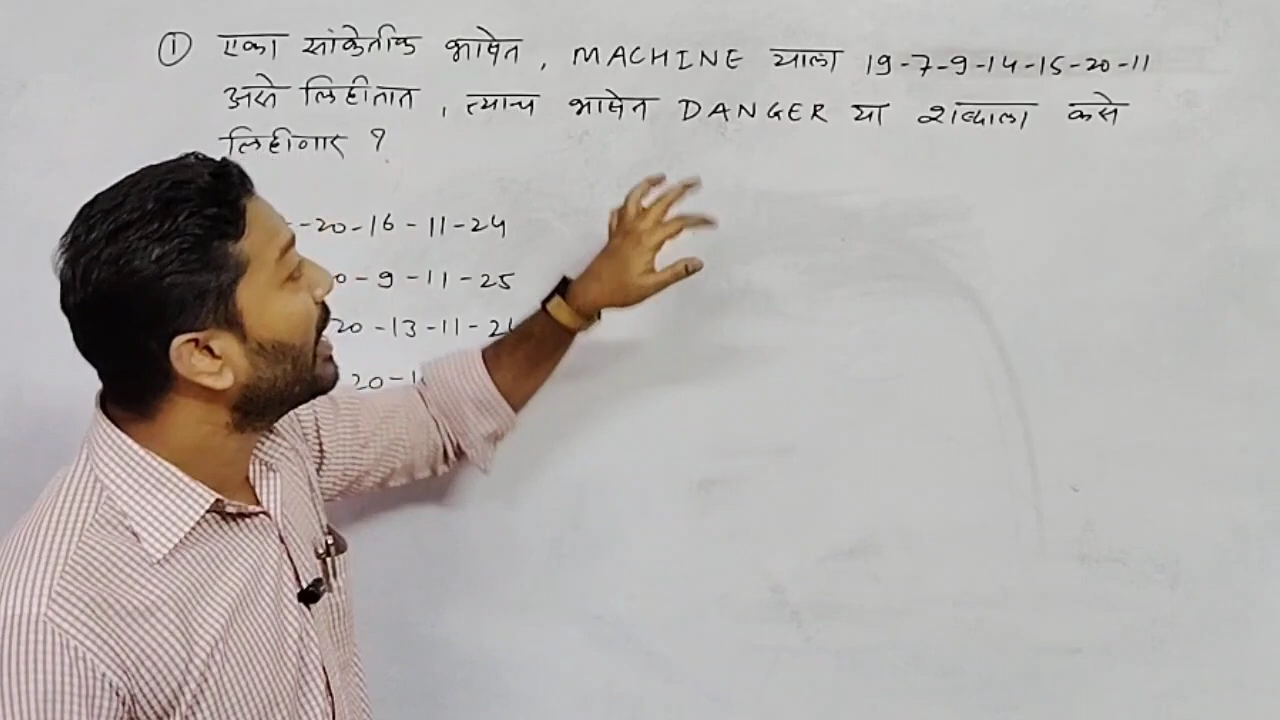 ① एका सांकेतीक भाषेत, MACHINE याला 19-7-9-14-15-20-11
असे लिहीतात, त्याच भाषेत DANGER या शब्दाला कसे
लिहीणार ?
-20-16-11-24
-9-11-25
20-13-11-2
20-1